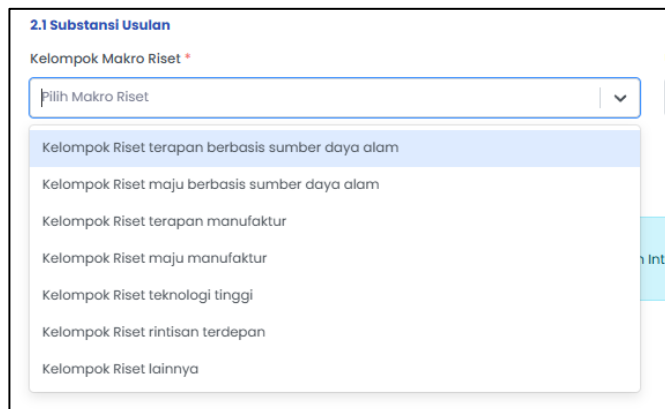 2.1 Substansi Usulan
Kelompok Makro Riset *
Pilih Makro Riset
Kelompok Riset terapan berbasis sumber daya alam
Kelompok Riset maju berbasis sumber daya alam
Kelompok Riset terapan manufaktur
Kelompok Riset maju manufaktur
Kelompok Riset teknologi tinggi
Kelompok Riset rintisan terdepan
Kelompok Riset lainnya